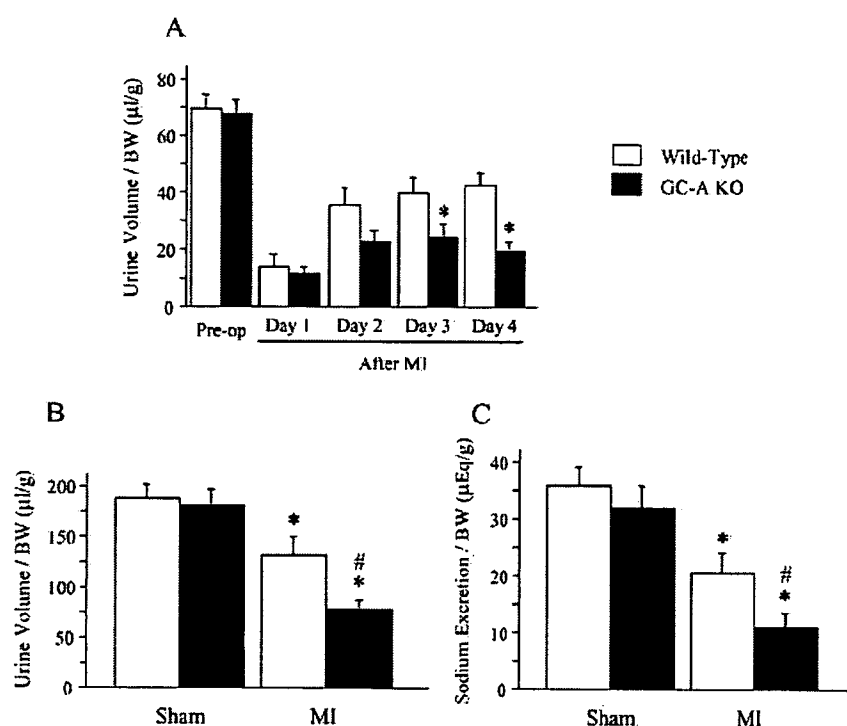 A
Urine Volume / BW (µl/g)
80
60
40
20
0
*
*
Pre-op
Day 1
Day 2
Day 3
Day 4
After MI
Wild-Type
GC-A KO
B
Urine Volume / BW (µl/g)
200
150
125
75
50
0
*
#
*
Sham
MI
C
Sodium Excretion / BW (µEq/g)
40
30
20
10
0
*
#
*
Sham
MI